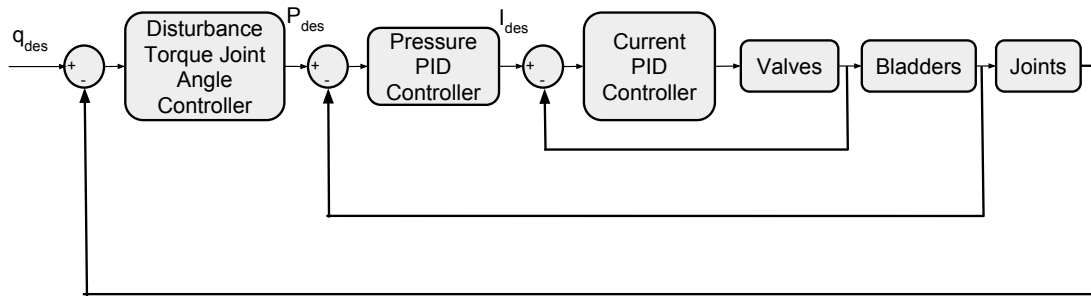 q_des
+
-
Disturbance
Torque Joint
Angle
Controller
P_des
+
-
Pressure
PID
Controller
I_des
+
-
Current
PID
Controller
Valves
Bladders
Joints